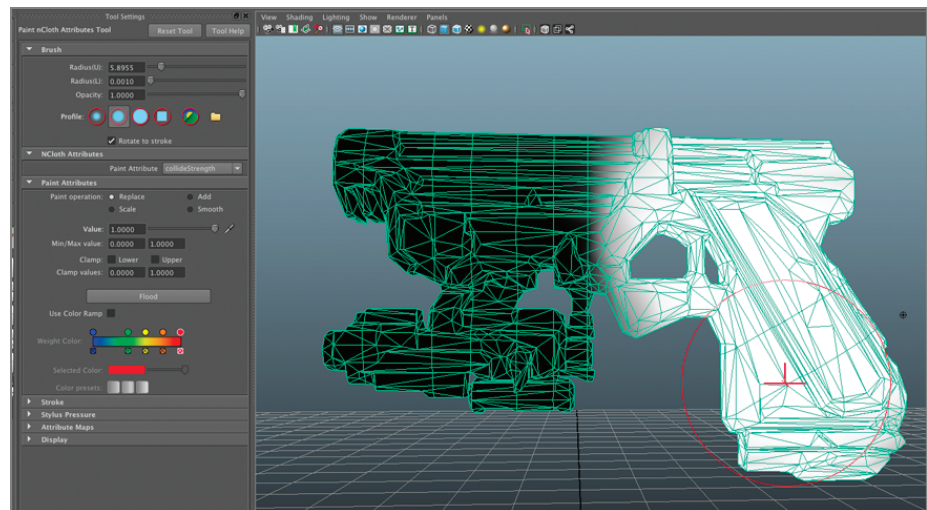 Tool Settings
Paint nCloth Attributes Tool
Reset Tool
Tool Help
Brush
Radius(U): 5.8955
Radius(L): 0.0010
Opacity: 1.0000
Profile:
Rotate to stroke
NCloth Attributes
Paint Attribute collideStrength
Paint Attributes
Paint operation: Replace Add
Scale Smooth
Value: 1.0000
Min/Max value: 0.0000 1.0000
Clamp: Lower Upper
Clamp values: 0.0000 1.0000
Flood
Use Color Ramp
Weight Color:
Selected Color:
Color presets:
Stroke
Stylus Pressure
Attribute Maps
Display
View Shading Lighting Show Renderer Panels